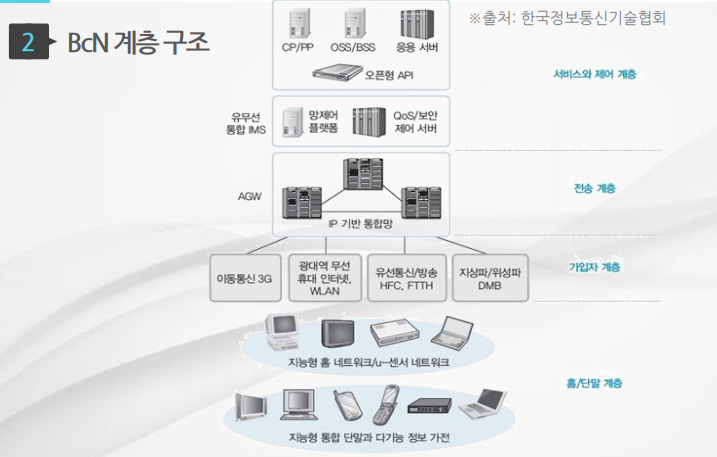 ※출처: 한국정보통신기술협회
2 BcN 계층 구조
CP/PP OSS/BSS 응용 서버
오픈형 API
서비스와 제어 계층
유무선
통합 IMS
망제어
플랫폼
QoS/보안
제어 서버
AGW
IP 기반 통합망
전송 계층
이동통신 3G
광대역 무선
휴대 인터넷,
WLAN
유선통신/방송
HFC, FTTH
지상파/위성파
DMB
가입자 계층
지능형 홈 네트워크/u-센서 네트워크
홈/단말 계층
지능형 통합 단말과 다기능 정보 가전